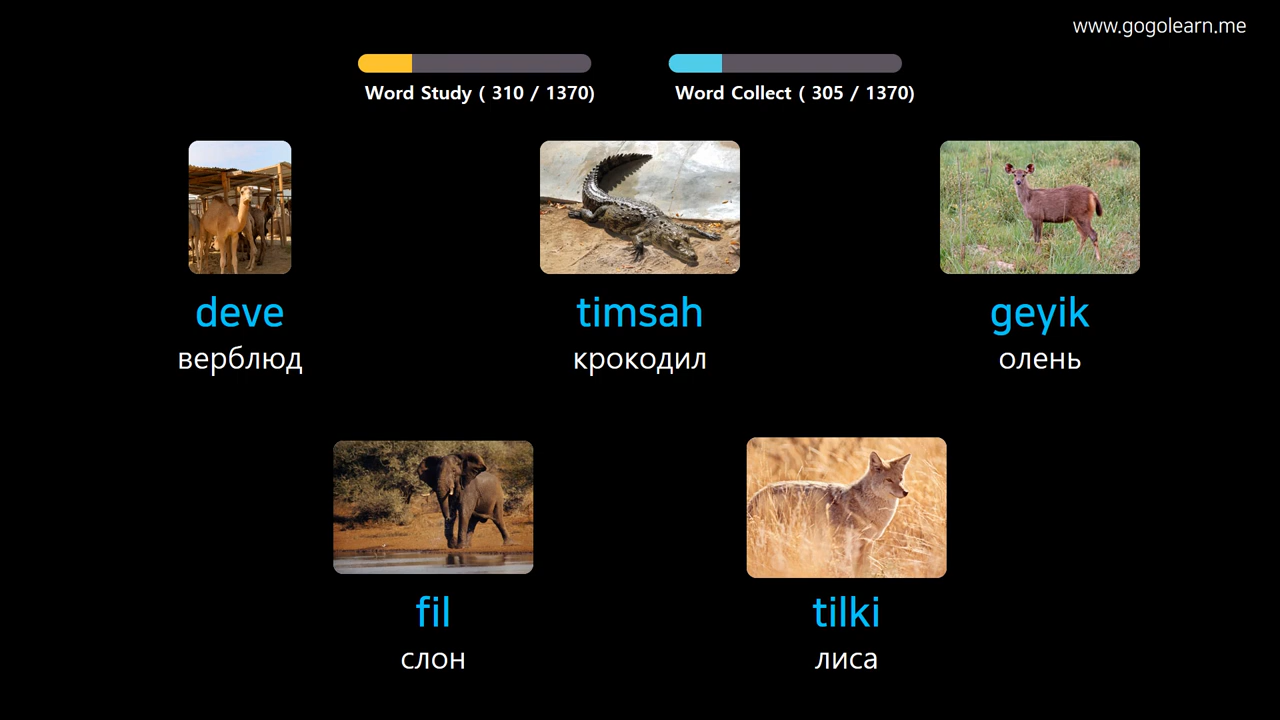 www.gogolearn.me
Word Study ( 310 / 1370)
Word Collect ( 305 / 1370)
deve
верблюд
timsah
крокодил
geyik
олень
fil
слон
tilki
лиса